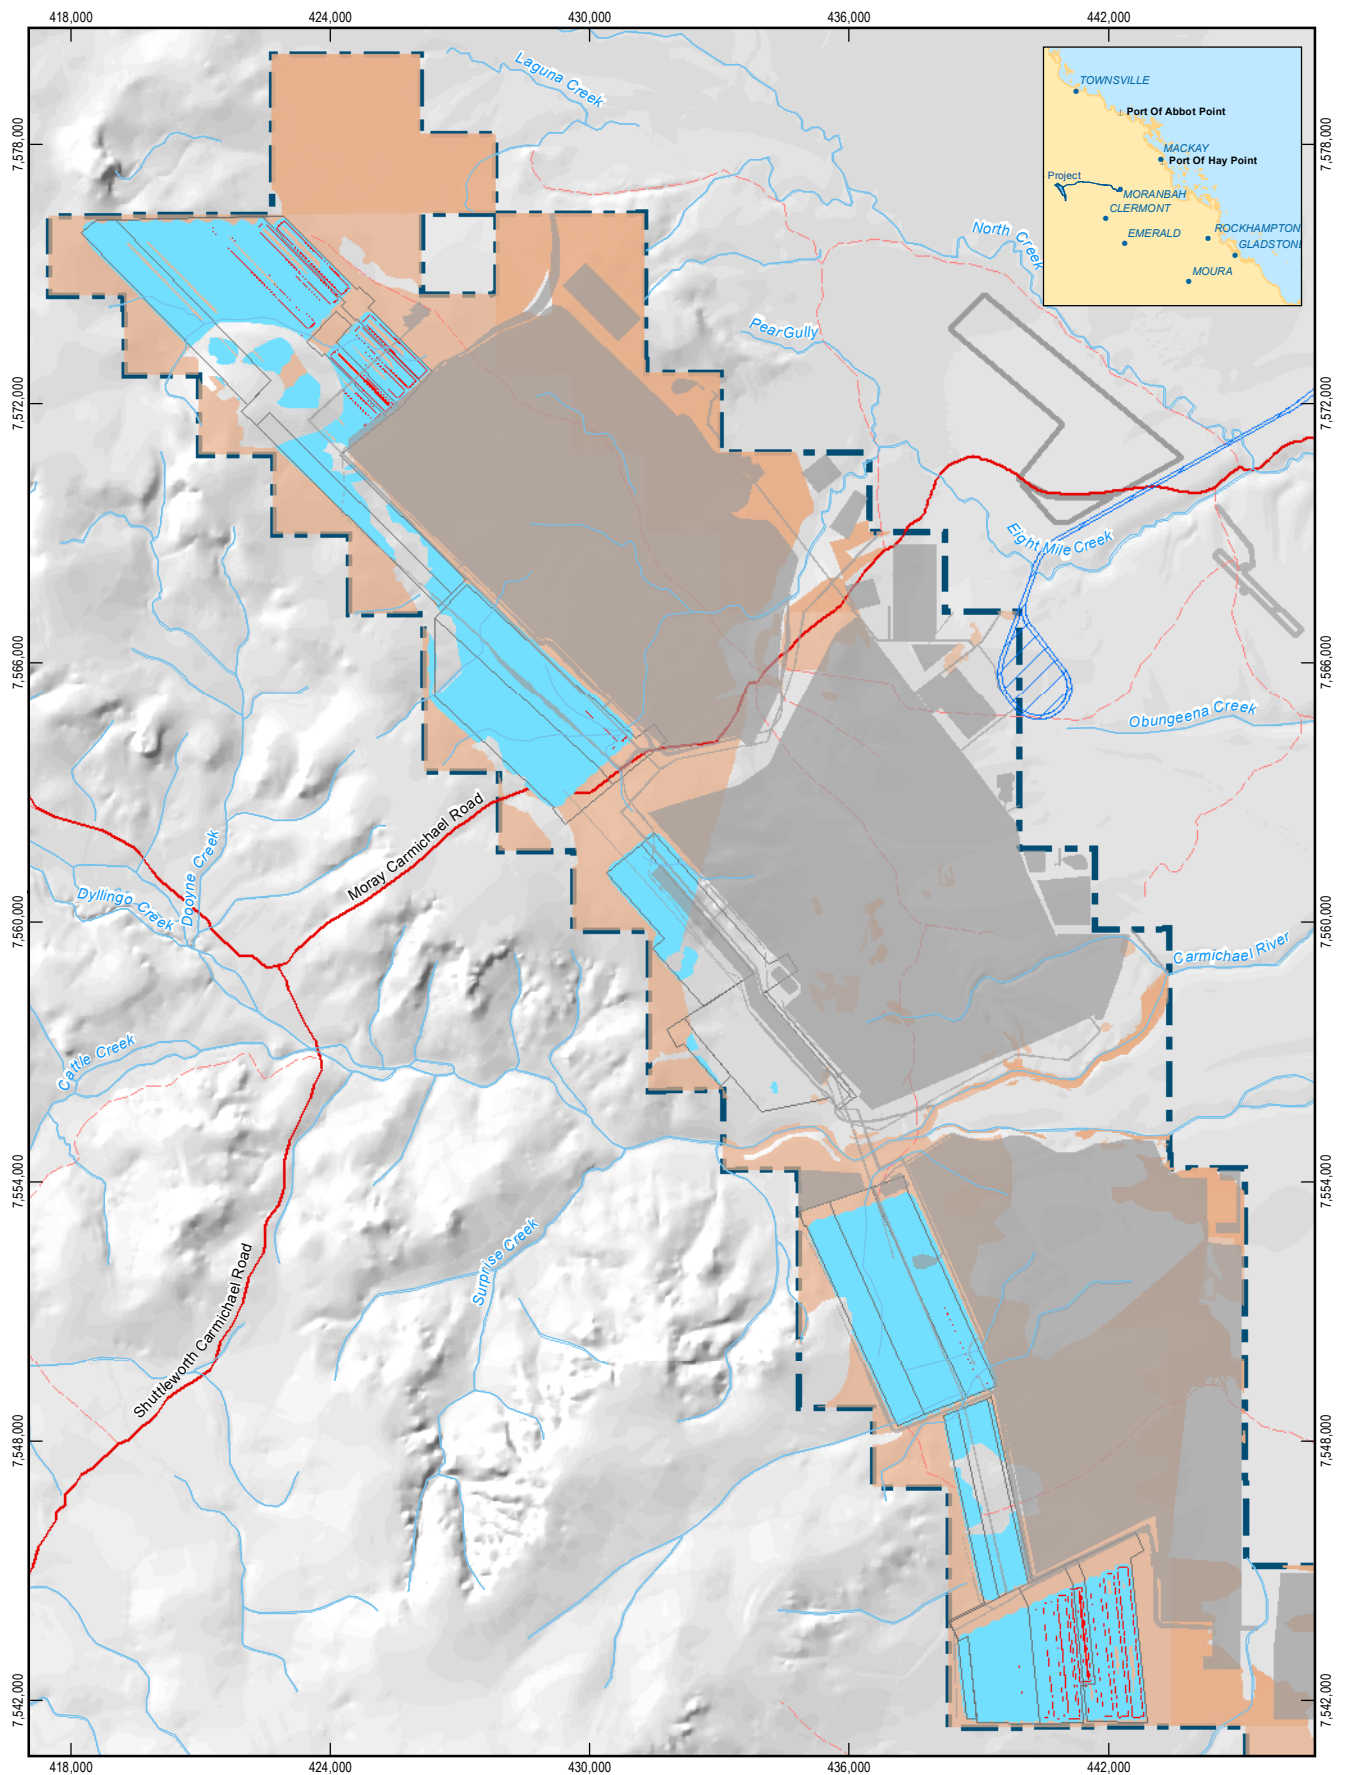 418,000
424,000
430,000
436,000
442,000
7,578,000
7,578,000
Laguna Creek
TOWNSVILLE
Port Of Abbot Point
MACKAY
Port Of Hay Point
Project
MORANBAH
CLERMONT
EMERALD
ROCKHAMPTON
GLADSTONE
MOURA
North Creek
Pear Gully
7,572,000
7,572,000
Eight Mile Creek
7,566,000
7,566,000
Obungeena Creek
Moray Carmichael Road
Dooyne Creek
Dyllingo Creek
7,560,000
7,560,000
Carmichael River
Cattle Creek
7,554,000
7,554,000
Surprise Creek
Shuttleworth Carmichael Road
7,548,000
7,548,000
7,542,000
7,542,000
418,000
424,000
430,000
436,000
442,000